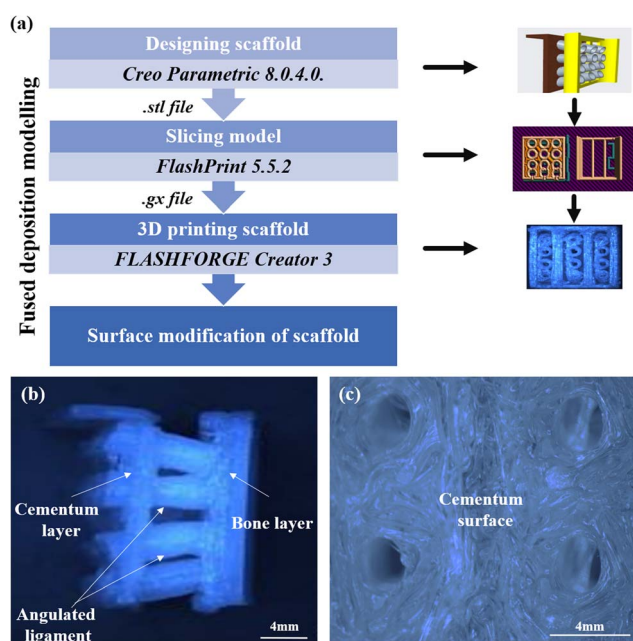 (a)
Fused deposition modelling
Designing scaffold
Creo Parametric 8.0.4.0.
.stl file
Slicing model
FlashPrint 5.5.2
.gx file
3D printing scaffold
FLASHFORGE Creator 3
Surface modification of scaffold
(b)
Cementum
layer
Bone layer
Angulated
ligament
4mm
(c)
Cementum
surface
4mm